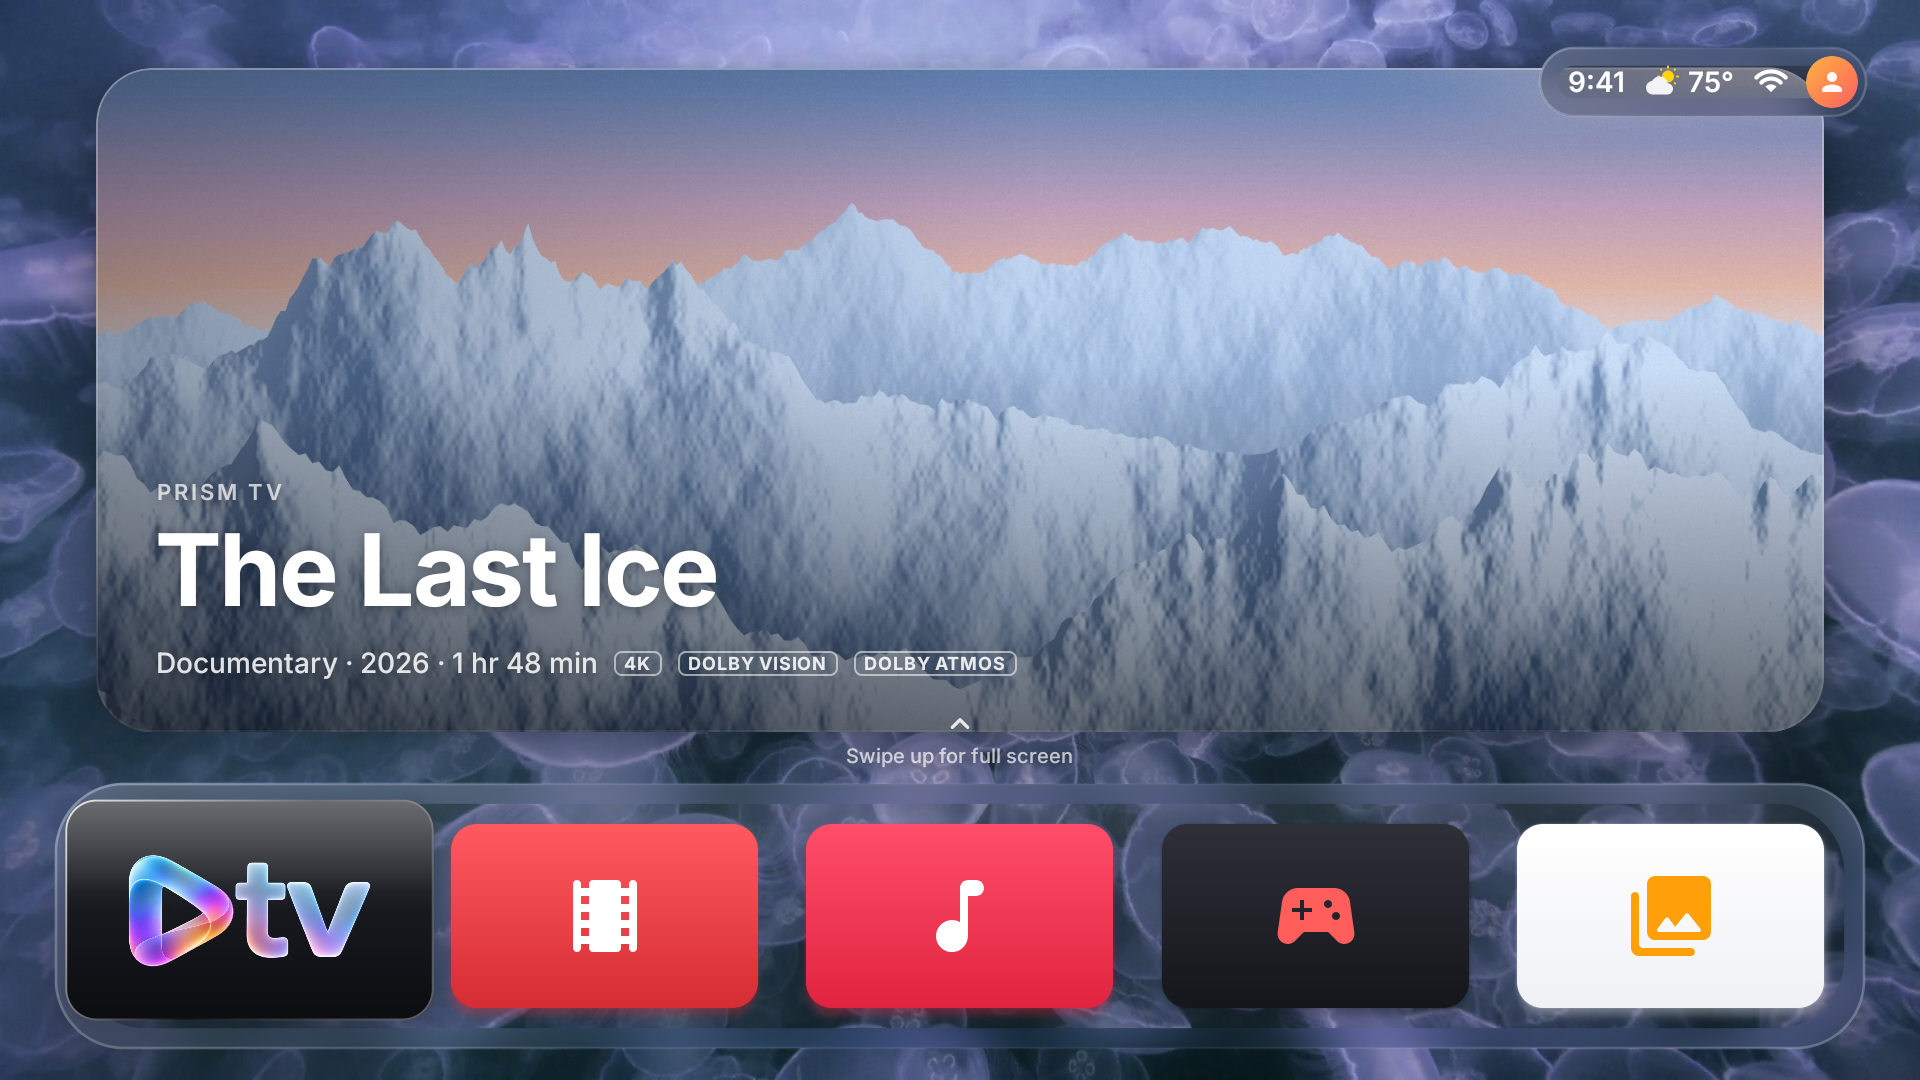 9:41 75°
PRISM TV
The Last Ice
Documentary · 2026 · 1 hr 48 min 4K DOLBY VISION DOLBY ATMOS
Swipe up for full screen
tv